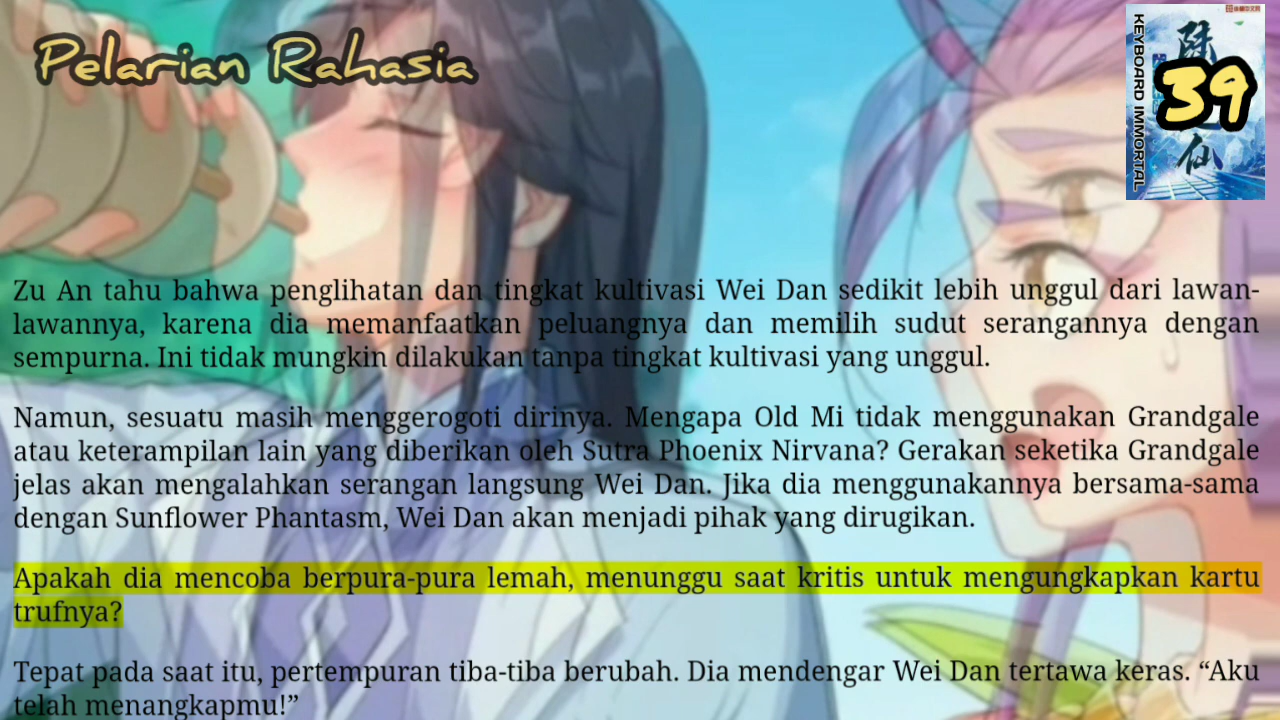 Pelarian Rahasia
KEYBOARD IMMORTAL
陆
仙
39
Zu An tahu bahwa penglihatan dan tingkat kultivasi Wei Dan sedikit lebih unggul dari lawan-
lawannya, karena dia memanfaatkan peluangnya dan memilih sudut serangannya dengan
sempurna. Ini tidak mungkin dilakukan tanpa tingkat kultivasi yang unggul.
Namun, sesuatu masih menggerogoti dirinya. Mengapa Old Mi tidak menggunakan Grandgale
atau keterampilan lain yang diberikan oleh Sutra Phoenix Nirvana? Gerakan seketika Grandgale
jelas akan mengalahkan serangan langsung Wei Dan. Jika dia menggunakannya bersama-sama
dengan Sunflower Phantasm, Wei Dan akan menjadi pihak yang dirugikan.
Apakah dia mencoba berpura-pura lemah, menunggu saat kritis untuk mengungkapkan kartu
trufnya?
Tepat pada saat itu, pertempuran tiba-tiba berubah. Dia mendengar Wei Dan tertawa keras. “Aku
telah menangkapmu!”